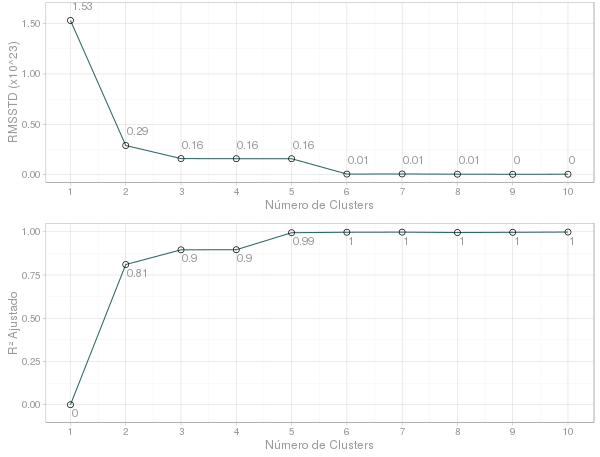 1.53
1.50
RMSSTD (x10^23)
1.00
0.50
0.29
0.16 0.16 0.16
0.01 0.01 0.01 0 0
0.00
1 2 3 4 5 6 7 8 9 10
Número de Clusters
1.00
0.99 1 1 1 1 1
0.9 0.9
0.81
0.75
R² Ajustado
0.50
0.25
0.00
0
1 2 3 4 5 6 7 8 9 10
Número de Clusters